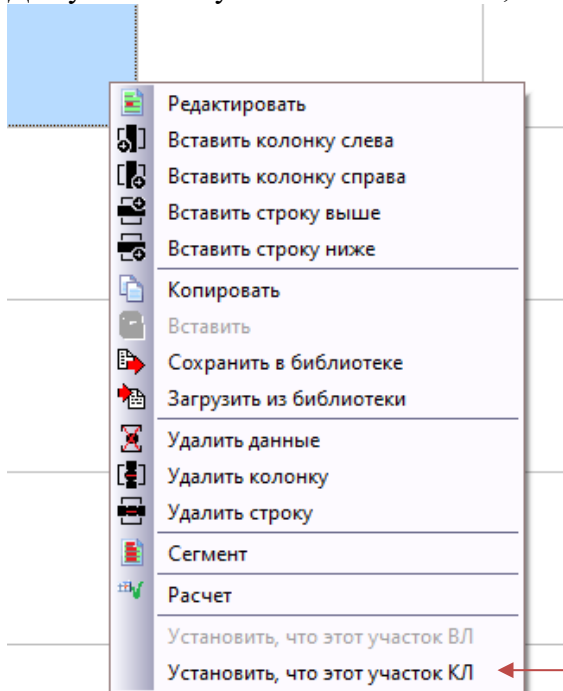 Редактировать
Вставить колонку слева
Вставить колонку справа
Вставить строку выше
Вставить строку ниже
Копировать
Вставить
Сохранить в библиотеке
Загрузить из библиотеки
Удалить данные
Удалить колонку
Удалить строку
Сегмент
Расчет
Установить, что этот участок ВЛ
Установить, что этот участок КЛ